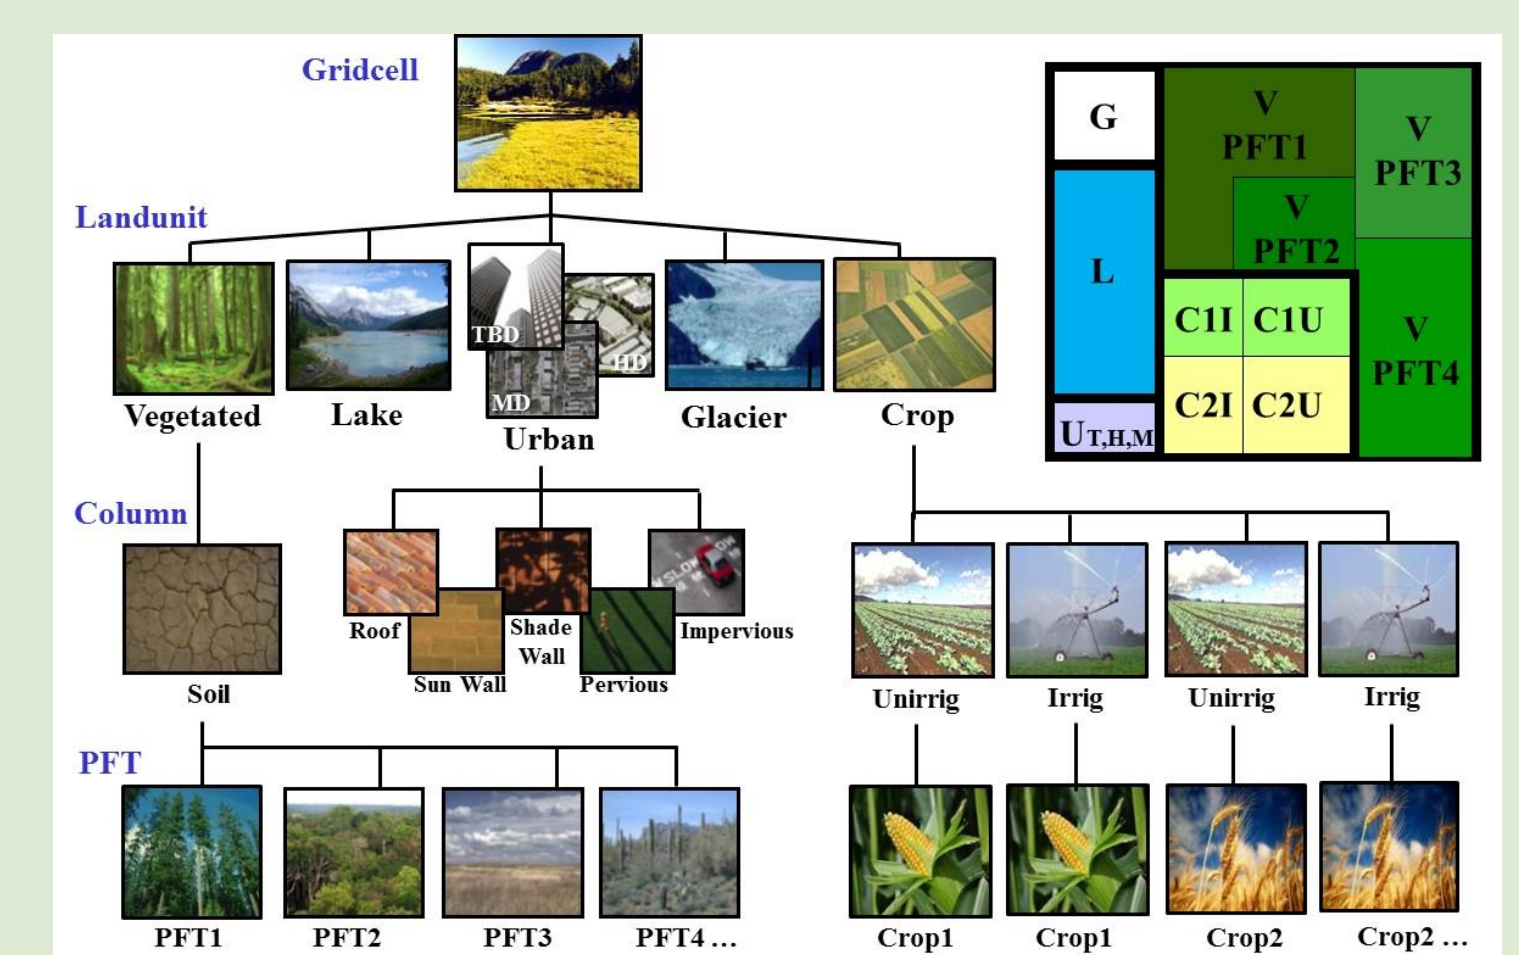 Gridcell
Landunit
TBD
HD
MD
Vegetated
Lake
Urban
Glacier
Crop
G
V
PFT1
V
PFT3
V
PFT2
L
C1I
C1U
V
PFT4
C2I
C2U
UT,H,M
Column
Roof
Sun Wall
Shade
Wall
Pervious
SLOW
Impervious
Soil
Unirrig
Irrig
Unirrig
Irrig
PFT
PFT1
PFT2
PFT3
PFT4 ...
Crop1
Crop1
Crop2
Crop2 ...